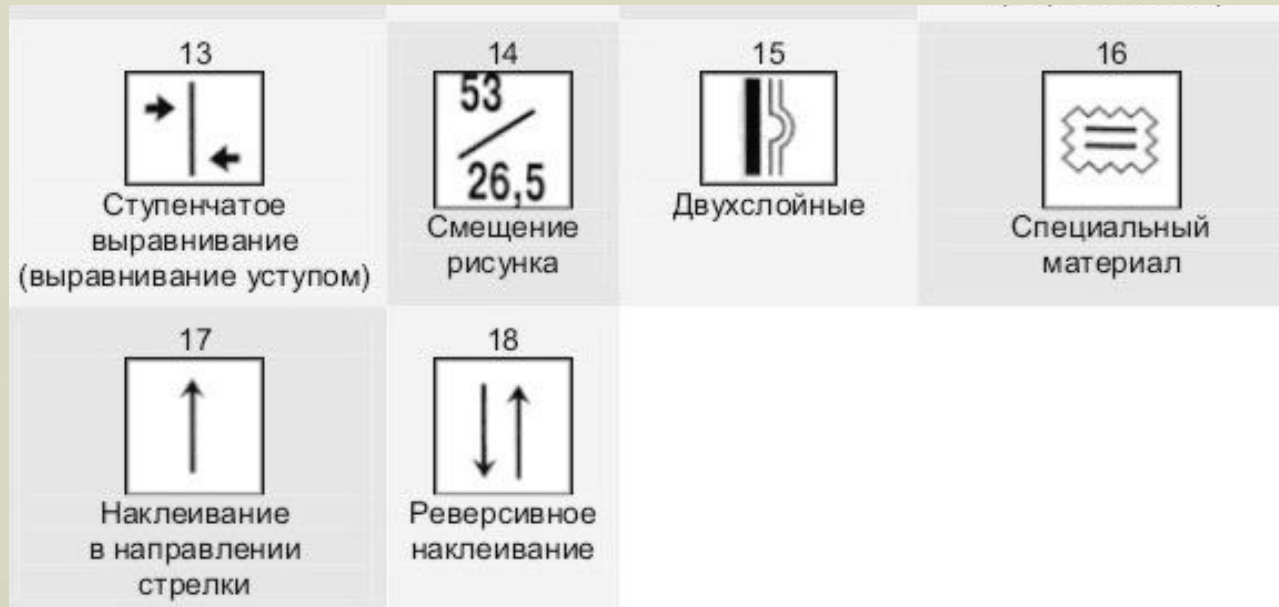 13
Ступенчатое
выравнивание
(выравнивание уступом)
14
53
26,5
Смещение
рисунка
15
Двухслойные
16
Специальный
материал
17
Наклеивание
в направлении
стрелки
18
Реверсивное
наклеивание